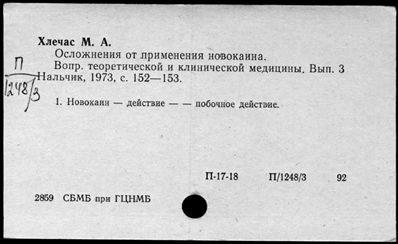 Хлечас М. А.
Осложнения от применения новокаина.
Вопр. теоретической и клинической медицины. Вып. 3
Нальчик, 1973, с. 152—153.
П
1248/3
1. Новокаин — действие — — побочное действие.
П-17-18 П/1248/3 92
2859 СБМБ при ГЦНМБ